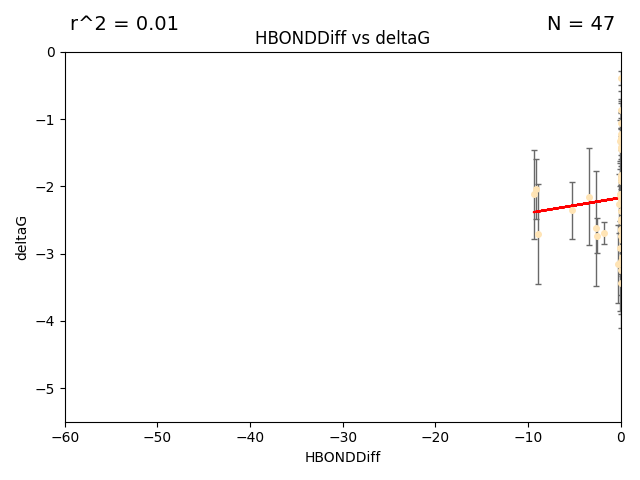 r^2 = 0.01
N = 47
HBONDDiff vs deltaG
deltaG
0
−1
−2
−3
−4
−5
−60
−50
−40
−30
−20
−10
0
HBONDDiff